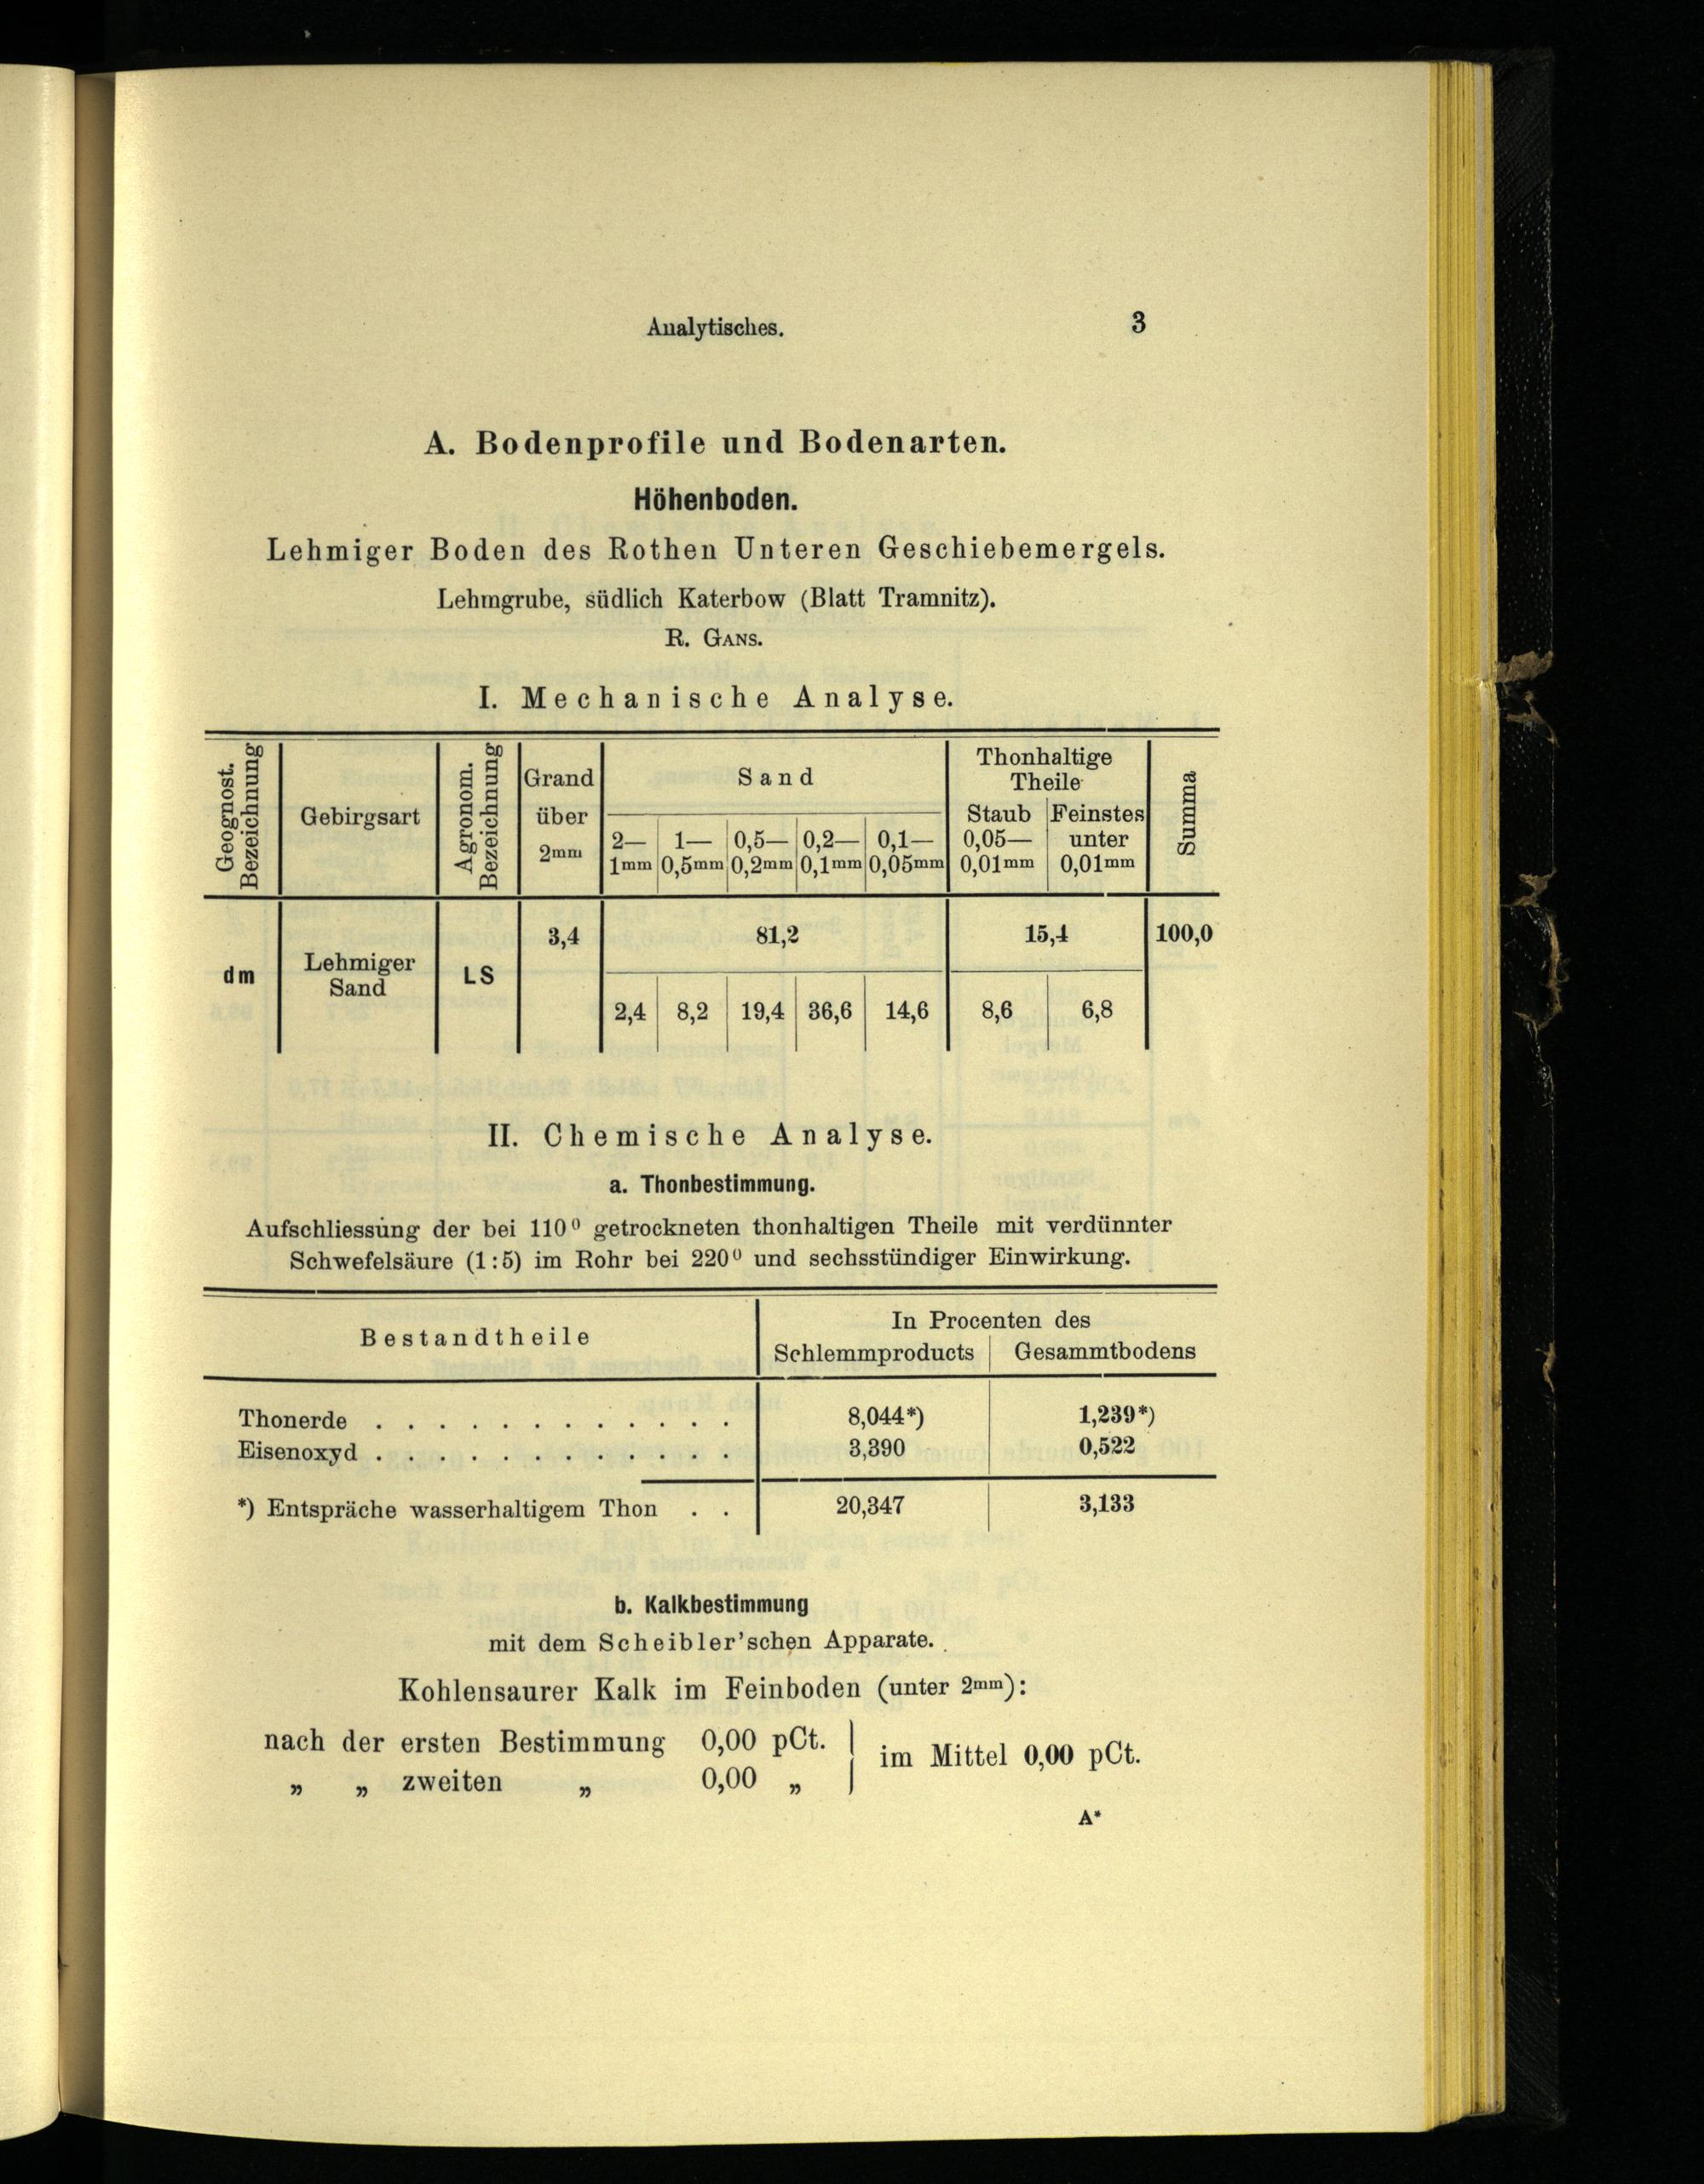 Analytisches. 3
A. Bodenprofile und Bodenarten.
Höhenboden.
Lehmiger Boden des Rothen Unteren Geschiebemergels.
Lehmgrube, südlich Katerbow (Blatt Tramnitz).
R. GANS.
I. Mechanische Analyse.
Geognost. Bezeichnung
Gebirgsart
Agronom. Bezeichnung
Grand über 2mm
Sand
2— 1mm
1— 0,5mm
0,5— 0,2mm
0,2— 0,1mm
0,1— 0,05mm
Thonhaltige Theile
Staub 0,05— 0,01mm
Feinstes unter 0,01mm
Summa
dm
Lehmiger Sand
LS
3,4 81,2 15,4 100,0
2,4 8,2 19,4 36,6 14,6 8,6 6,8
II. Chemische Analyse.
a. Thonbestimmung.
Aufschliessung der bei 110⁰ getrockneten thonhaltigen Theile mit verdünnter
Schwefelsäure (1:5) im Rohr bei 220⁰ und sechsstündiger Einwirkung.
Bestandtheile
In Procenten des
Schlemmproducts Gesammtbodens
Thonerde . . . . . . . . . . . . 8,044*) 1,239*)
Eisenoxyd . . . . . . . . . . . . 3,390 0,522
*) Entspräche wasserhaltigem Thon . . 20,347 3,133
b. Kalkbestimmung
mit dem Scheibler'schen Apparate.
Kohlensaurer Kalk im Feinboden (unter 2mm):
nach der ersten Bestimmung 0,00 pCt.
„ „ zweiten „ 0,00 „
im Mittel 0,00 pCt.
A*